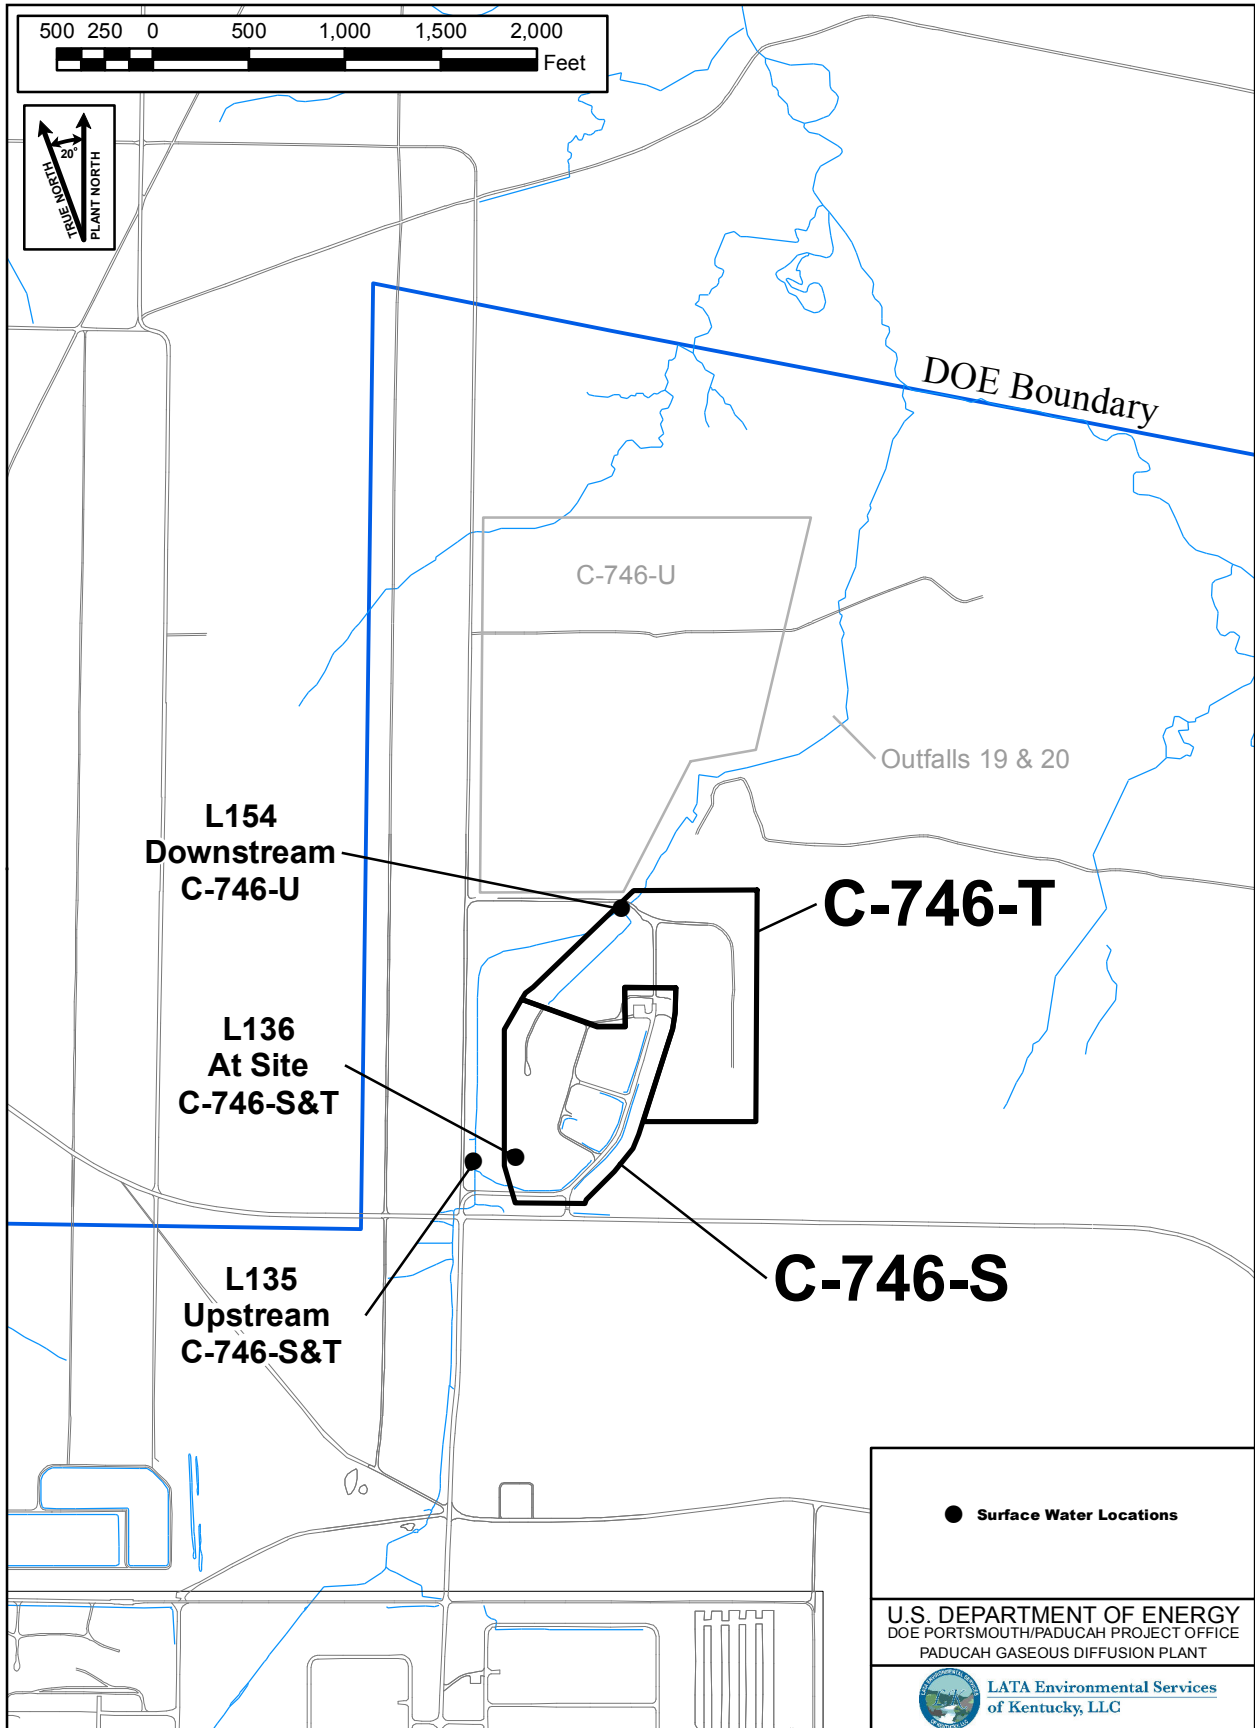 500 250 0 500 1,000 1,500 2,000
Feet
20°
TRUE NORTH
PLANT NORTH
DOE Boundary
C-746-U
Outfalls 19 & 20
L154
Downstream
C-746-U
C-746-T
L136
At Site
C-746-S&T
C-746-S
L135
Upstream
C-746-S&T
Surface Water Locations
U.S. DEPARTMENT OF ENERGY
DOE PORTSMOUTH/PADUCAH PROJECT OFFICE
PADUCAH GASEOUS DIFFUSION PLANT
LATA Environmental Services
of Kentucky, LLC